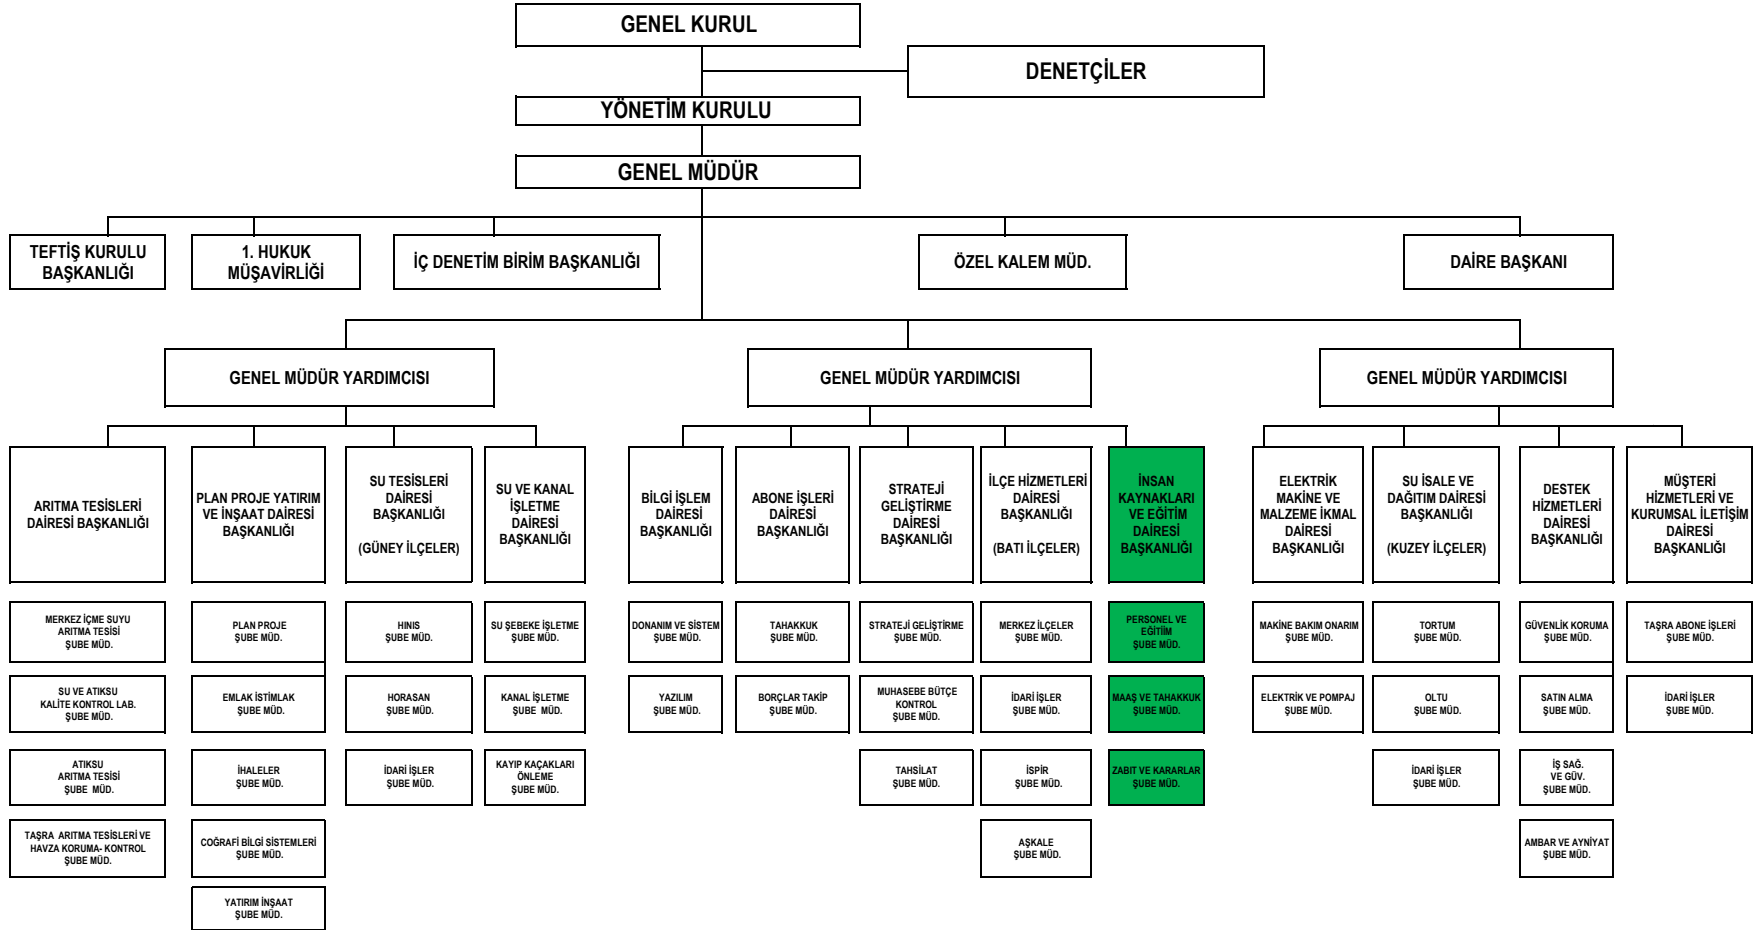 GENEL KURUL
DENETÇİLER
YÖNETİM KURULU
GENEL MÜDÜR
TEFTİŞ KURULU
BAŞKANLIĞI
1. HUKUK
MÜŞAVİRLİĞİ
İÇ DENETİM BİRİM BAŞKANLIĞI
ÖZEL KALEM MÜD.
DAİRE BAŞKANI
GENEL MÜDÜR YARDIMCISI
GENEL MÜDÜR YARDIMCISI
GENEL MÜDÜR YARDIMCISI
ARITMA TESİSLERİ
DAİRESİ BAŞKANLIĞI
PLAN PROJE YATIRIM
VE İNŞAAT DAİRESİ
BAŞKANLIĞI
SU TESİSLERİ
DAİRESİ
BAŞKANLIĞI
(GÜNEY İLÇELER)
SU VE KANAL
İŞLETME
DAİRESİ
BAŞKANLIĞI
BİLGİ İŞLEM
DAİRESİ
BAŞKANLIĞI
ABONE İŞLERİ
DAİRESİ
BAŞKANLIĞI
STRATEJİ
GELİŞTİRME
DAİRESİ
BAŞKANLIĞI
İLÇE HİZMETLERİ
DAİRESİ
BAŞKANLIĞI
(BATI İLÇELER)
İNSAN
KAYNAKLARI
VE EĞİTİM
DAİRESİ
BAŞKANLIĞI
ELEKTRİK
MAKİNE VE
MALZEME İKMAL
DAİRESİ
BAŞKANLIĞI
SU İSALE VE
DAĞITIM DAİRESİ
BAŞKANLIĞI
(KUZEY İLÇELER)
DESTEK
HİZMETLERİ
DAİRESİ
BAŞKANLIĞI
MÜŞTERİ
HİZMETLERİ VE
KURUMSAL İLETİŞİM
DAİRESİ
BAŞKANLIĞI
MERKEZ İÇME SUYU
ARITMA TESİSİ
ŞUBE MÜD.
PLAN PROJE
ŞUBE MÜD.
HINIS
ŞUBE MÜD.
SU ŞEBEKE İŞLETME
ŞUBE MÜD.
DONANIM VE SİSTEM
ŞUBE MÜD.
TAHAKKUK
ŞUBE MÜD.
STRATEJİ GELİŞTİRME
ŞUBE MÜD.
MERKEZ İLÇELER
ŞUBE MÜD.
PERSONEL VE
EĞİTİİM
ŞUBE MÜD.
MAKİNE BAKIM ONARIM
ŞUBE MÜD.
TORTUM
ŞUBE MÜD.
GÜVENLİK KORUMA
ŞUBE MÜD.
TAŞRA ABONE İŞLERİ
ŞUBE MÜD.
SU VE ATIKSU
KALİTE KONTROL LAB.
ŞUBE MÜD.
EMLAK İSTİMLAK
ŞUBE MÜD.
HORASAN
ŞUBE MÜD.
KANAL İŞLETME
ŞUBE  MÜD.
YAZILIM
ŞUBE MÜD.
BORÇLAR TAKİP
ŞUBE MÜD.
MUHASEBE BÜTÇE
KONTROL
ŞUBE MÜD.
İDARİ İŞLER
ŞUBE MÜD.
MAAŞ VE TAHAKKUK
ŞUBE MÜD.
ELEKTRİK VE POMPAJ
ŞUBE MÜD.
OLTU
ŞUBE MÜD.
SATIN ALMA
ŞUBE MÜD.
İDARİ İŞLER
ŞUBE MÜD.
ATIKSU
ARITMA TESİSİ
ŞUBE  MÜD.
İHALELER
ŞUBE MÜD.
İDARİ İŞLER
ŞUBE MÜD.
KAYIP KAÇAKLARI
ÖNLEME
ŞUBE MÜD.
TAHSİLAT
ŞUBE MÜD.
İSPİR
ŞUBE MÜD.
ZABIT VE KARARLAR
ŞUBE MÜD.
İDARİ İŞLER
ŞUBE MÜD.
İŞ SAĞ.
VE GÜV.
ŞUBE MÜD.
TAŞRA  ARITMA TESİSLERİ VE
HAVZA KORUMA- KONTROL
ŞUBE MÜD.
COĞRAFİ BİLGİ SİSTEMLERİ
ŞUBE MÜD.
AŞKALE
ŞUBE MÜD.
AMBAR VE AYNİYAT
ŞUBE MÜD.
YATIRIM İNŞAAT
ŞUBE MÜD.